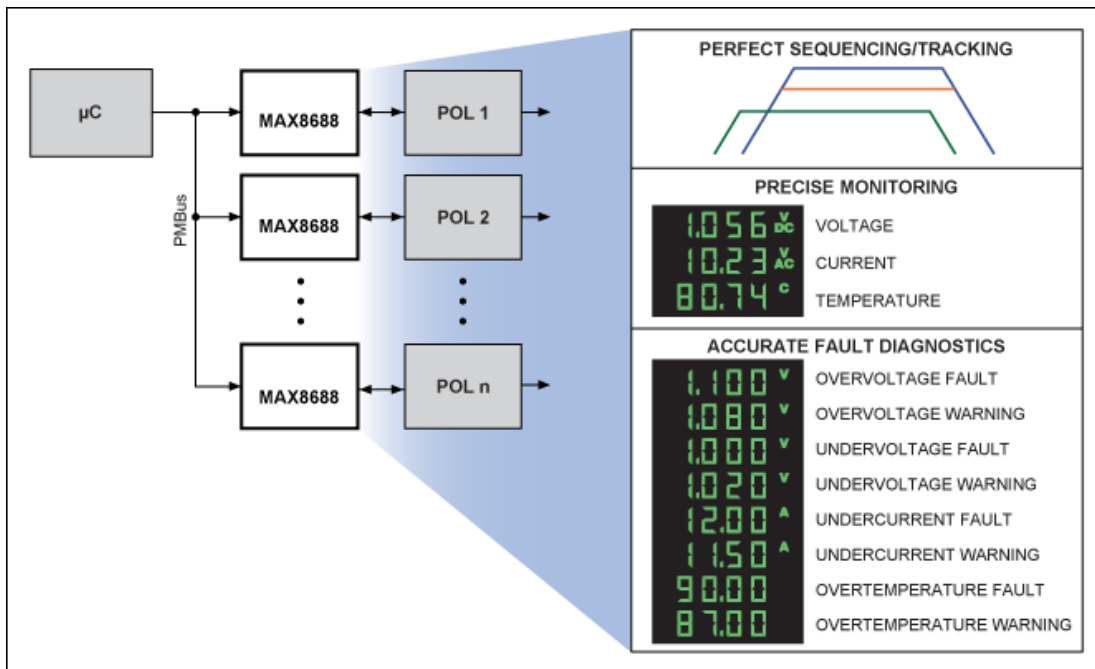 µC
PMBus
MAX8688
POL 1
MAX8688
POL 2
MAX8688
POL n
PERFECT SEQUENCING/TRACKING
PRECISE MONITORING
1.056 V DC VOLTAGE
10.23 V AC CURRENT
80.74 C TEMPERATURE
ACCURATE FAULT DIAGNOSTICS
1.100 V OVERVOLTAGE FAULT
1.080 V OVERVOLTAGE WARNING
1.000 V UNDERVOLTAGE FAULT
1.020 V UNDERVOLTAGE WARNING
12.00 A UNDERCURRENT FAULT
11.50 A UNDERCURRENT WARNING
90.00 OVERTEMPERATURE FAULT
87.00 OVERTEMPERATURE WARNING